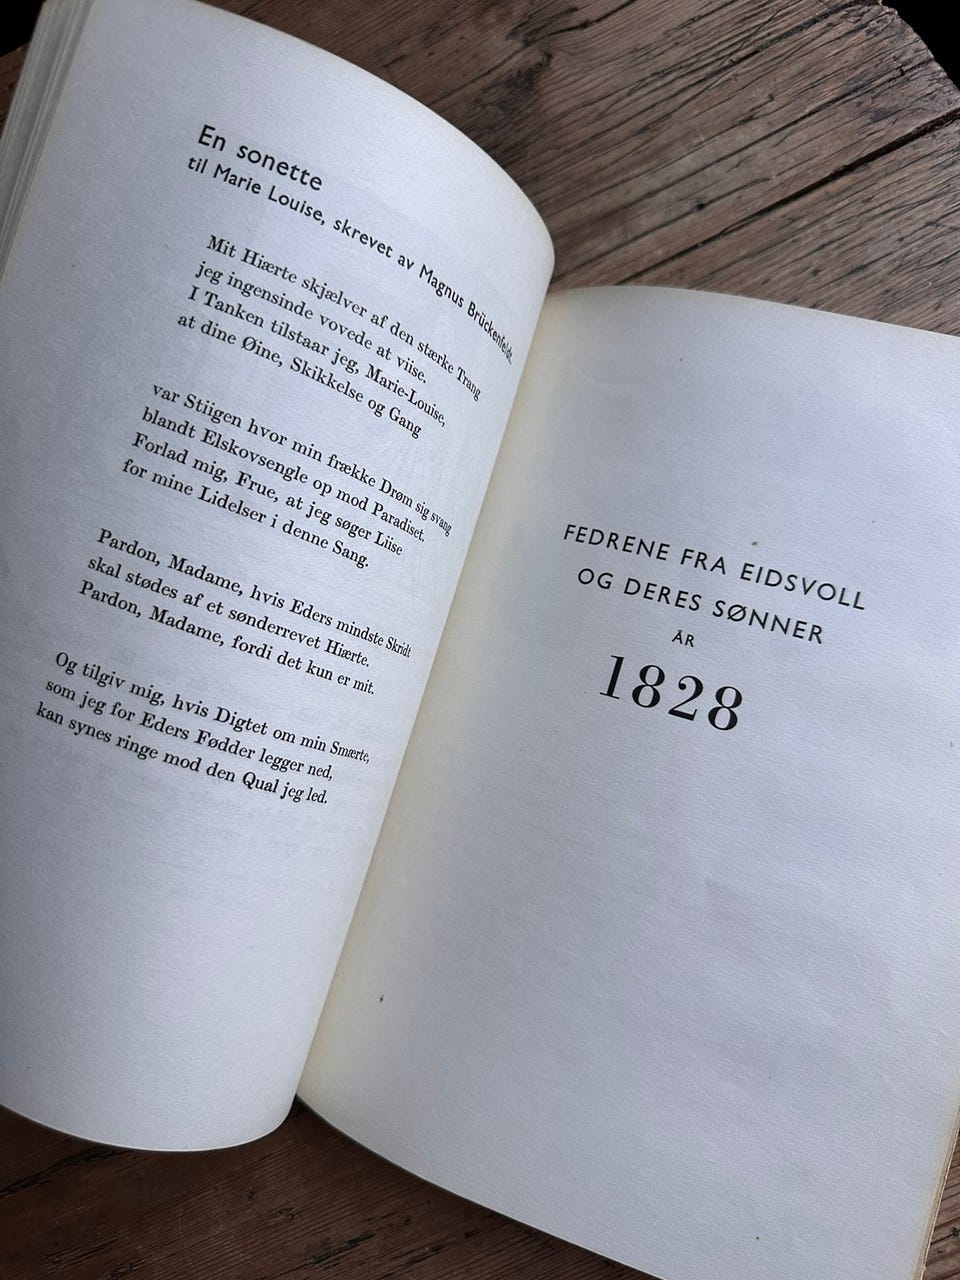 En sonette
til Marie Louise, skrevet av Magnus Brückenfeldt.
Mit Hiærte skjælver af den stærke Trang
jeg ingensinde vovede at viise.
I Tanken tilstaar jeg, Marie-Louise,
at dine Øine, Skikkelse og Gang
var Stiigen hvor min frække Drøm sig svang
blandt Elskovsengle op mod Paradiset.
Forlad mig, Frue, at jeg søger Liise
for mine Lidelser i denne Sang.
Pardon, Madame, hvis Eders mindste Skridt
skal stødes af et sønderrevet Hiærte.
Pardon, Madame, fordi det kun er mit.
Og tilgiv mig, hvis Digtet om min Smærte,
som jeg for Eders Fødder legger ned,
kan synes ringe mod den Qual jeg led.
FEDRENE FRA EIDSVOLL
OG DERES SØNNER
ÅR
1828